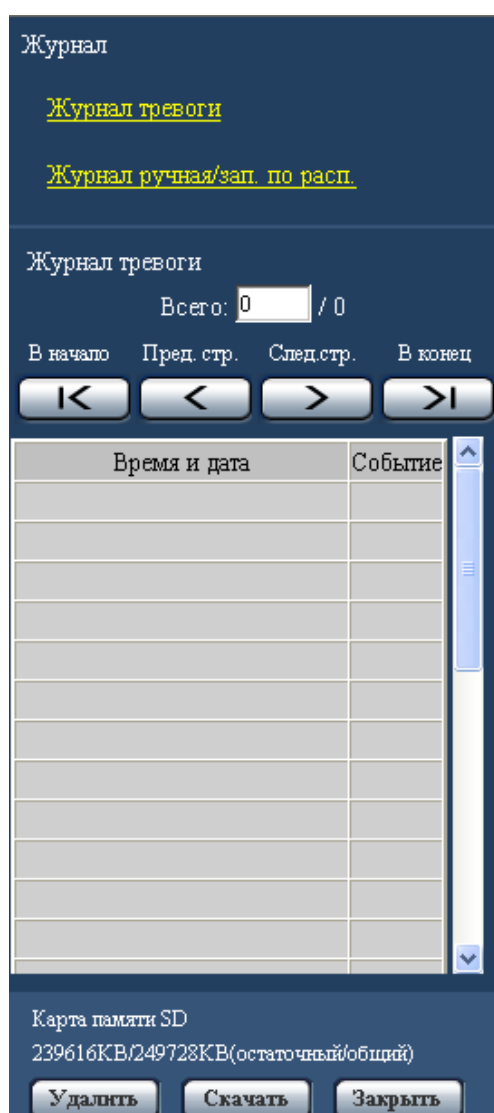 Журнал
Журнал тревоги
Журнал ручная/зап. по расп.
Журнал тревоги
Всего: 0 / 0
В начало Пред. стр. След.стр. В конец
Время и дата Событие
Карта памяти SD
239616KB/249728KB(остаточный/общий)
Удалить Скачать Закрыть